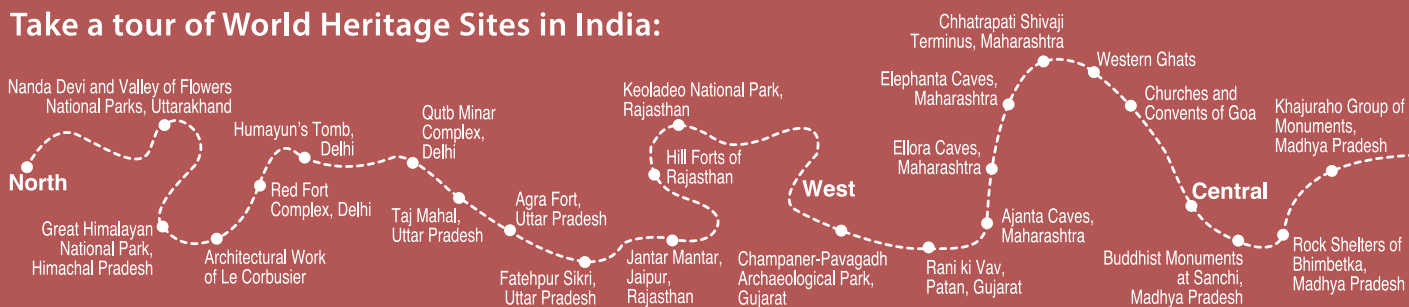 Take a tour of World Heritage Sites in India:
North
Nanda Devi and Valley of Flowers
National Parks, Uttarakhand
Great Himalayan
National Park,
Himachal Pradesh
Architectural Work
of Le Corbusier
Red Fort
Complex, Delhi
Humayun's Tomb,
Delhi
Qutb Minar
Complex,
Delhi
Taj Mahal,
Uttar Pradesh
Agra Fort,
Uttar Pradesh
Fatehpur Sikri,
Uttar Pradesh
Jantar Mantar,
Jaipur,
Rajasthan
Hill Forts of
Rajasthan
Keoladeo National Park,
Rajasthan
West
Champaner-Pavagadh
Archaeological Park,
Gujarat
Rani ki Vav,
Patan, Gujarat
Ajanta Caves,
Maharashtra
Ellora Caves,
Maharashtra
Elephanta Caves,
Maharashtra
Chhatrapati Shivaji
Terminus, Maharashtra
Western Ghats
Churches and
Convents of Goa
Central
Buddhist Monuments
at Sanchi,
Madhya Pradesh
Rock Shelters of
Bhimbetka,
Madhya Pradesh
Khajuraho Group of
Monuments,
Madhya Pradesh